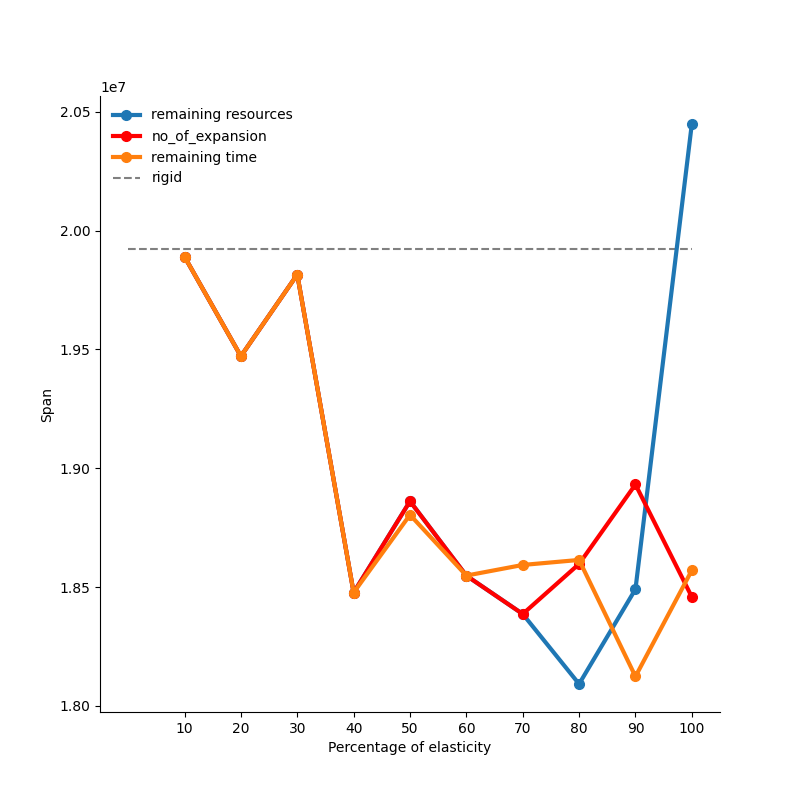 1e7
2.05
2.00
1.95
1.90
1.85
1.80
Span
remaining resources
no_of_expansion
remaining time
rigid
10 20 30 40 50 60 70 80 90 100
Percentage of elasticity